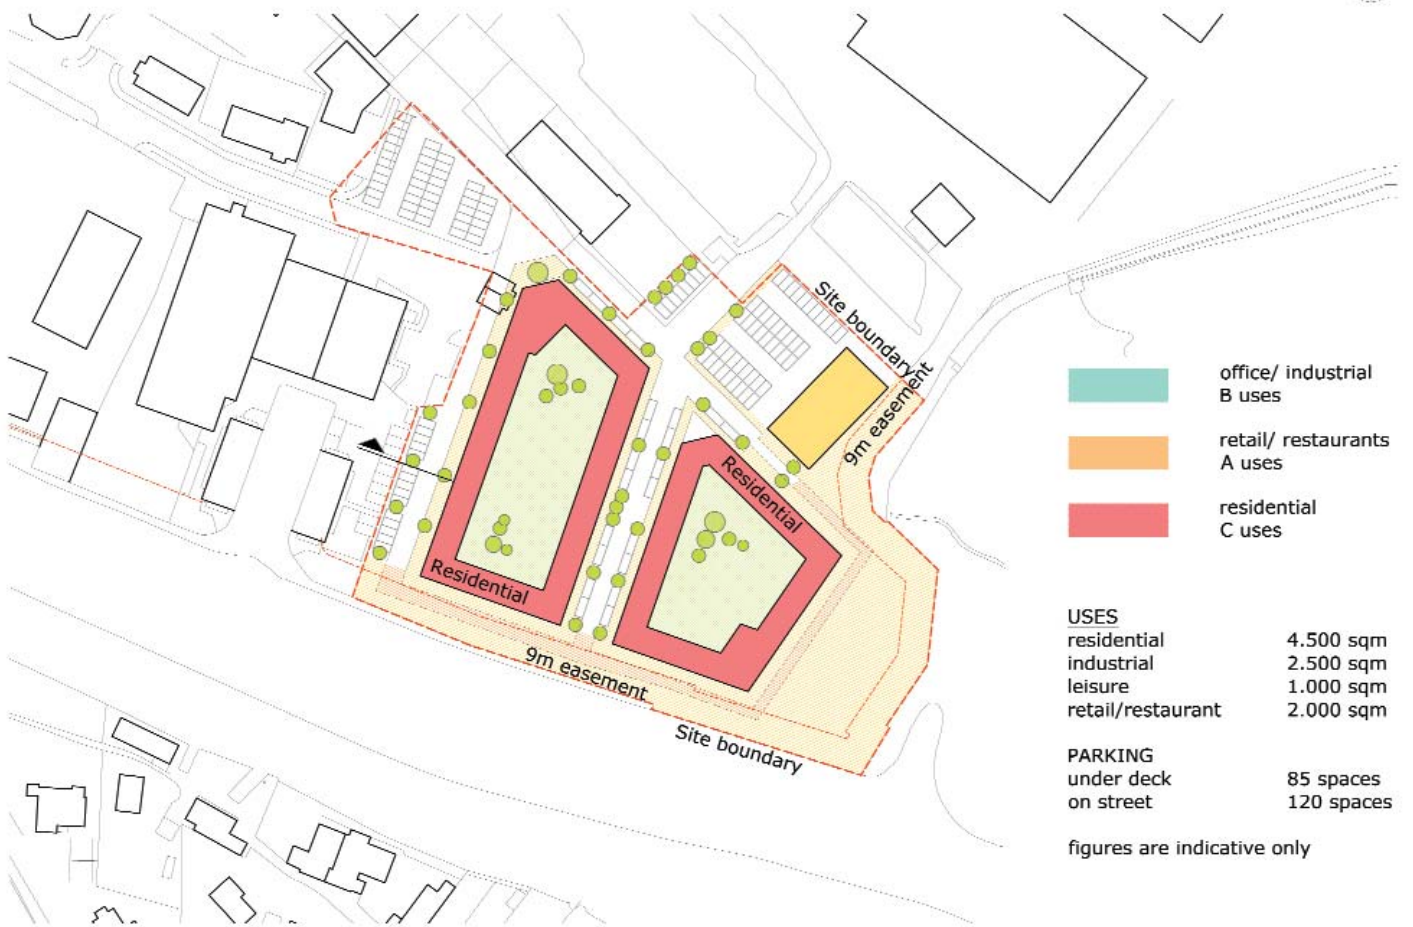 Site boundary
9m easement
Residential
Residential
9m easement
Site boundary
office/ industrial
B uses
retail/ restaurants
A uses
residential
C uses
USES
residential 4.500 sqm
industrial 2.500 sqm
leisure 1.000 sqm
retail/restaurant 2.000 sqm
PARKING
under deck 85 spaces
on street 120 spaces
figures are indicative only